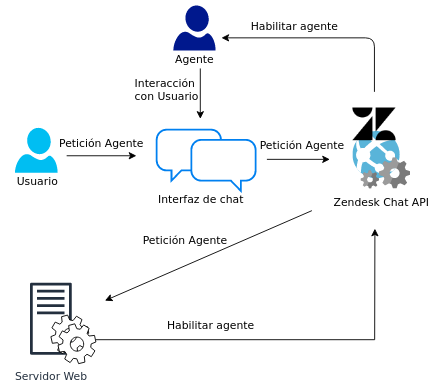 Habilitar agente
Agente
Interacción
con Usuario
Petición Agente
Petición Agente
Usuario
Interfaz de chat
Zendesk Chat API
Petición Agente
Habilitar agente
Servidor Web